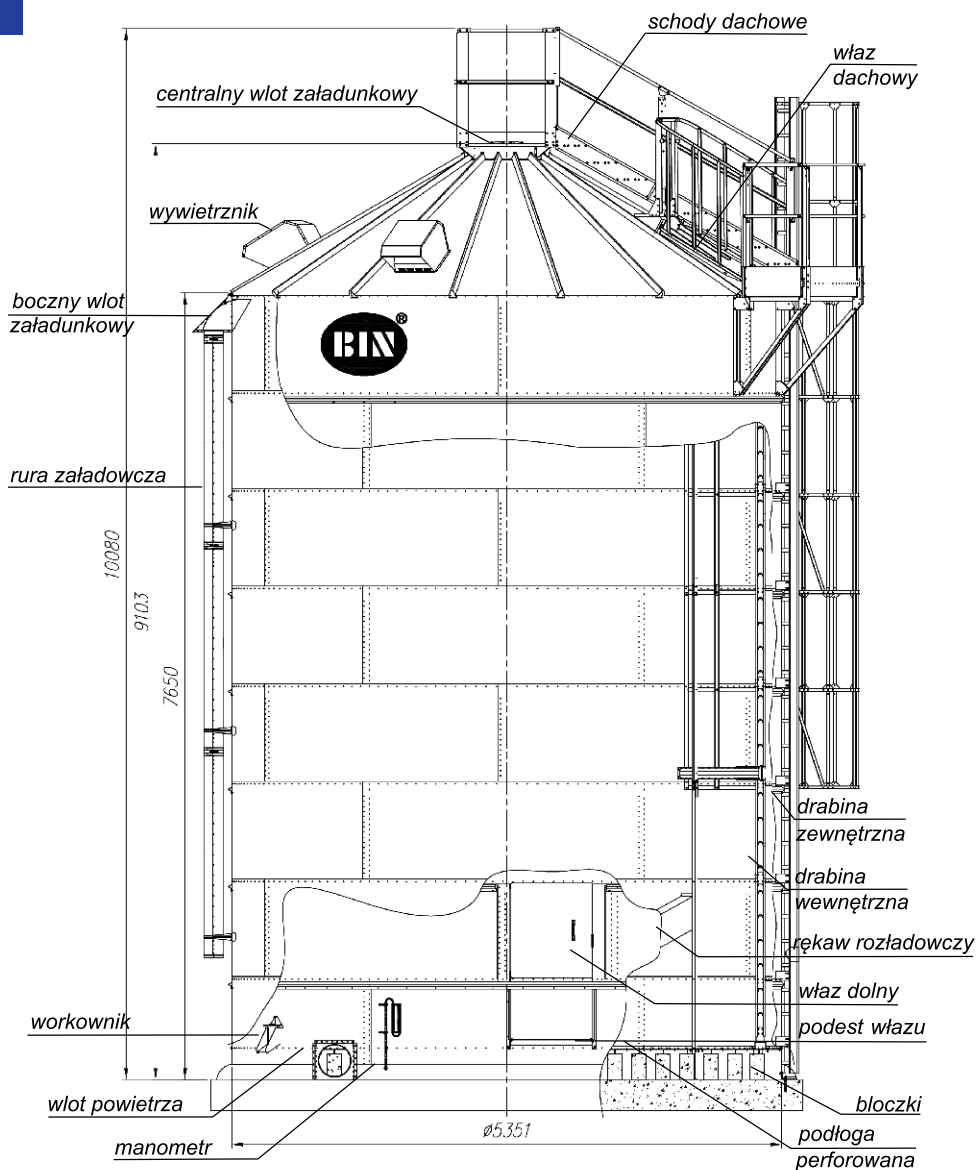 schody dachowe
właz
dachowy
centralny wlot załadunkowy
wywietrznik
boczny wlot
załadunkowy
BIN®
rura załadowcza
10080
9103
7650
drabina
zewnętrzna
drabina
wewnętrzna
rękaw rozładowczy
właz dolny
workownik
podest włazu
wlot powietrza
bloczki
manometr
ø5351
podłoga
perforowana